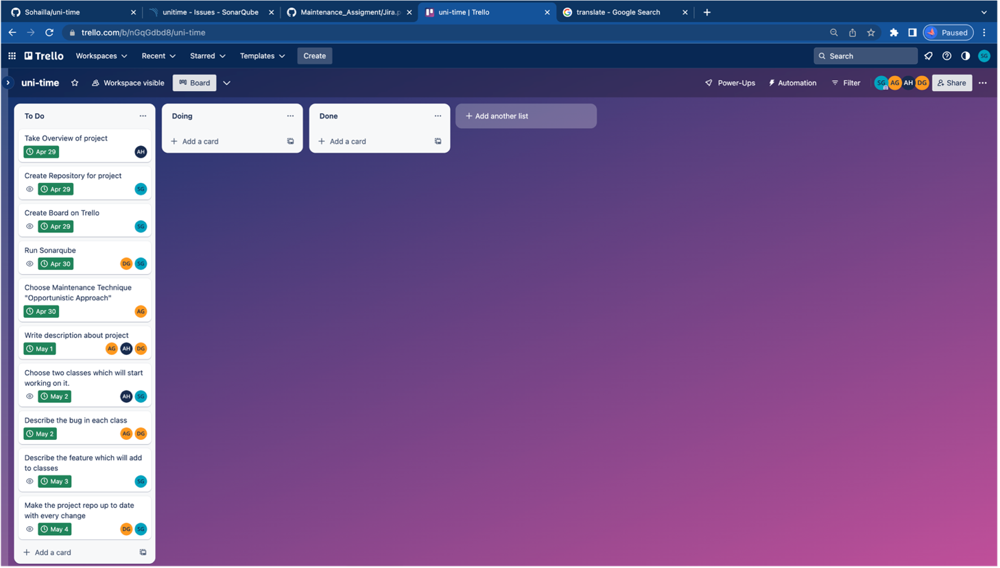 Sohailla/uni-time
unitime - Issues - SonarQube
Maintenance_Assigment/Jira.p
uni-time | Trello
translate - Google Search
trello.com/b/nGqGdbd8/uni-time
Paused
Trello
Workspaces
Recent
Starred
Templates
Create
Search
SG
uni-time
Workspace visible
Board
Power-Ups
Automation
Filter
SG
AG
AH
DG
Share
To Do
Take Overview of project
Apr 29
AH
Create Repository for project
Apr 29
SG
Create Board on Trello
Apr 29
SG
Run Sonarqube
Apr 30
DG
SG
Choose Maintenance Technique
"Opportunistic Approach"
Apr 30
AG
Write description about project
May 1
AG
AH
DG
Choose two classes which will start
working on it.
May 2
AH
SG
Describe the bug in each class
May 2
AG
DG
Describe the feature which will add
to classes
May 3
SG
Make the project repo up to date
with every change
May 4
DG
SG
Add a card
Doing
Add a card
Done
Add a card
Add another list